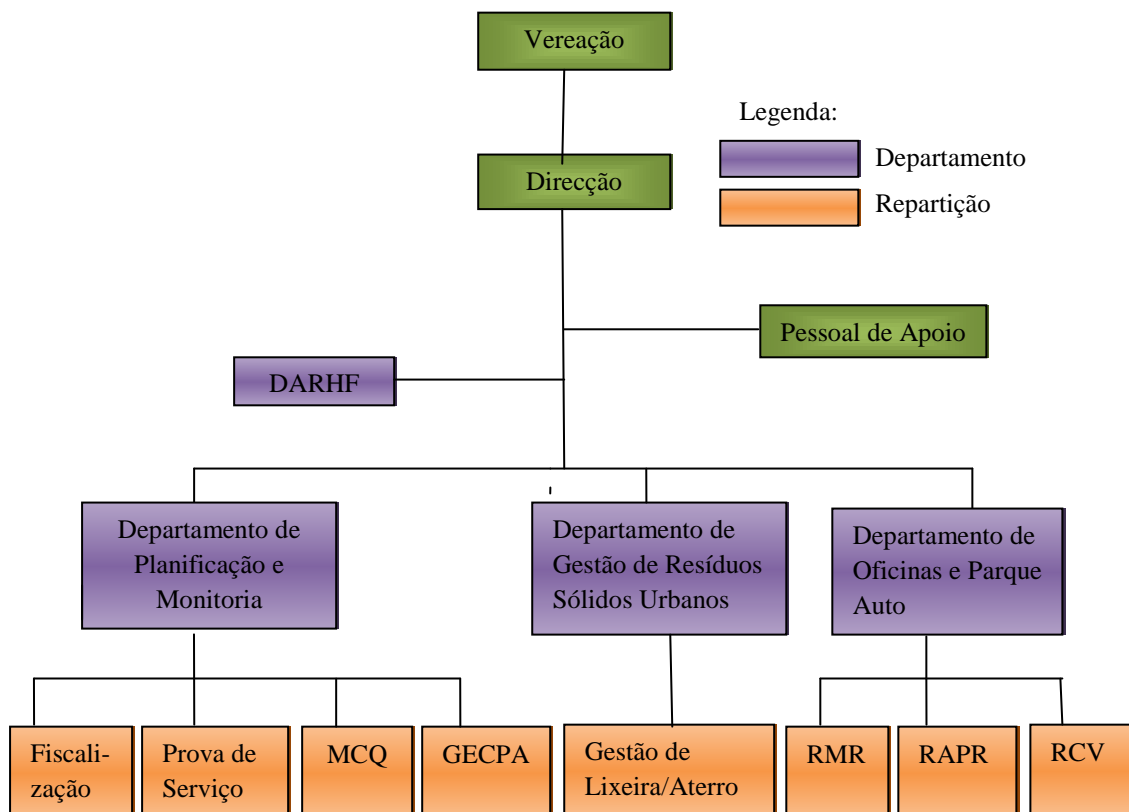 Vereação
Legenda:
Departamento
Direcção
Repartição
Pessoal de Apoio
DARHF
Departamento de
Planificação e
Monitoria
Departamento de
Gestão de Resíduos
Sólidos Urbanos
Departamento de
Oficinas e Parque
Auto
Fiscali-
zação
Prova de
Serviço
MCQ
GECPA
Gestão de
Lixeira/Aterro
RMR
RAPR
RCV